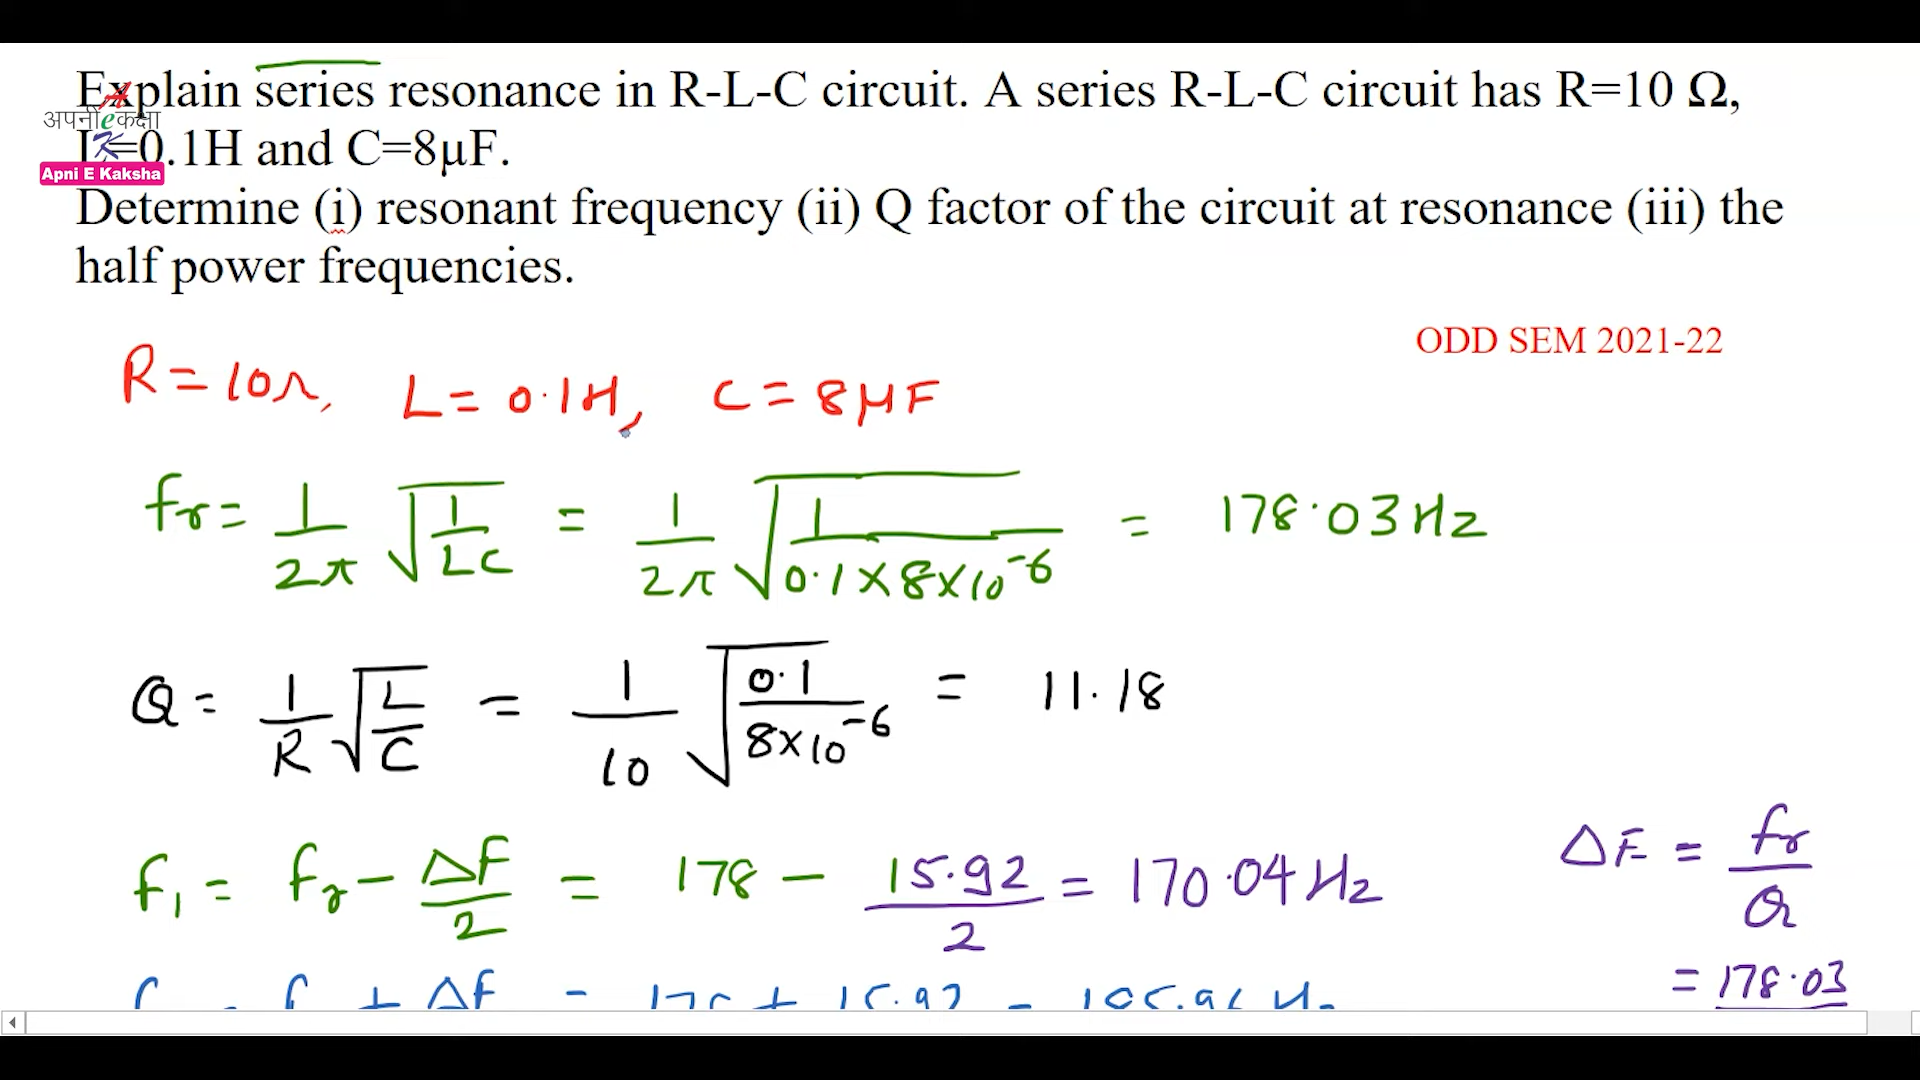 Explain series resonance in R-L-C circuit. A series R-L-C circuit has R=10 Ω,
अपनी e कक्षा
A
K
L=0.1H and C=8µF.
Apni E Kaksha
Determine (i) resonant frequency (ii) Q factor of the circuit at resonance (iii) the
half power frequencies.
ODD SEM 2021-22
R = 10Ω, L = 0.1H, C = 8µF
fr = 1/2π √(1/LC) = 1/2π √(1/0.1×8×10⁻⁶) = 178.03 Hz
Q = 1/R √(L/C) = 1/10 √(0.1/8×10⁻⁶) = 11.18
f₁ = fr − ΔF/2 = 178 − 15.92/2 = 170.04 Hz
ΔF = fr/Q
= 178.03